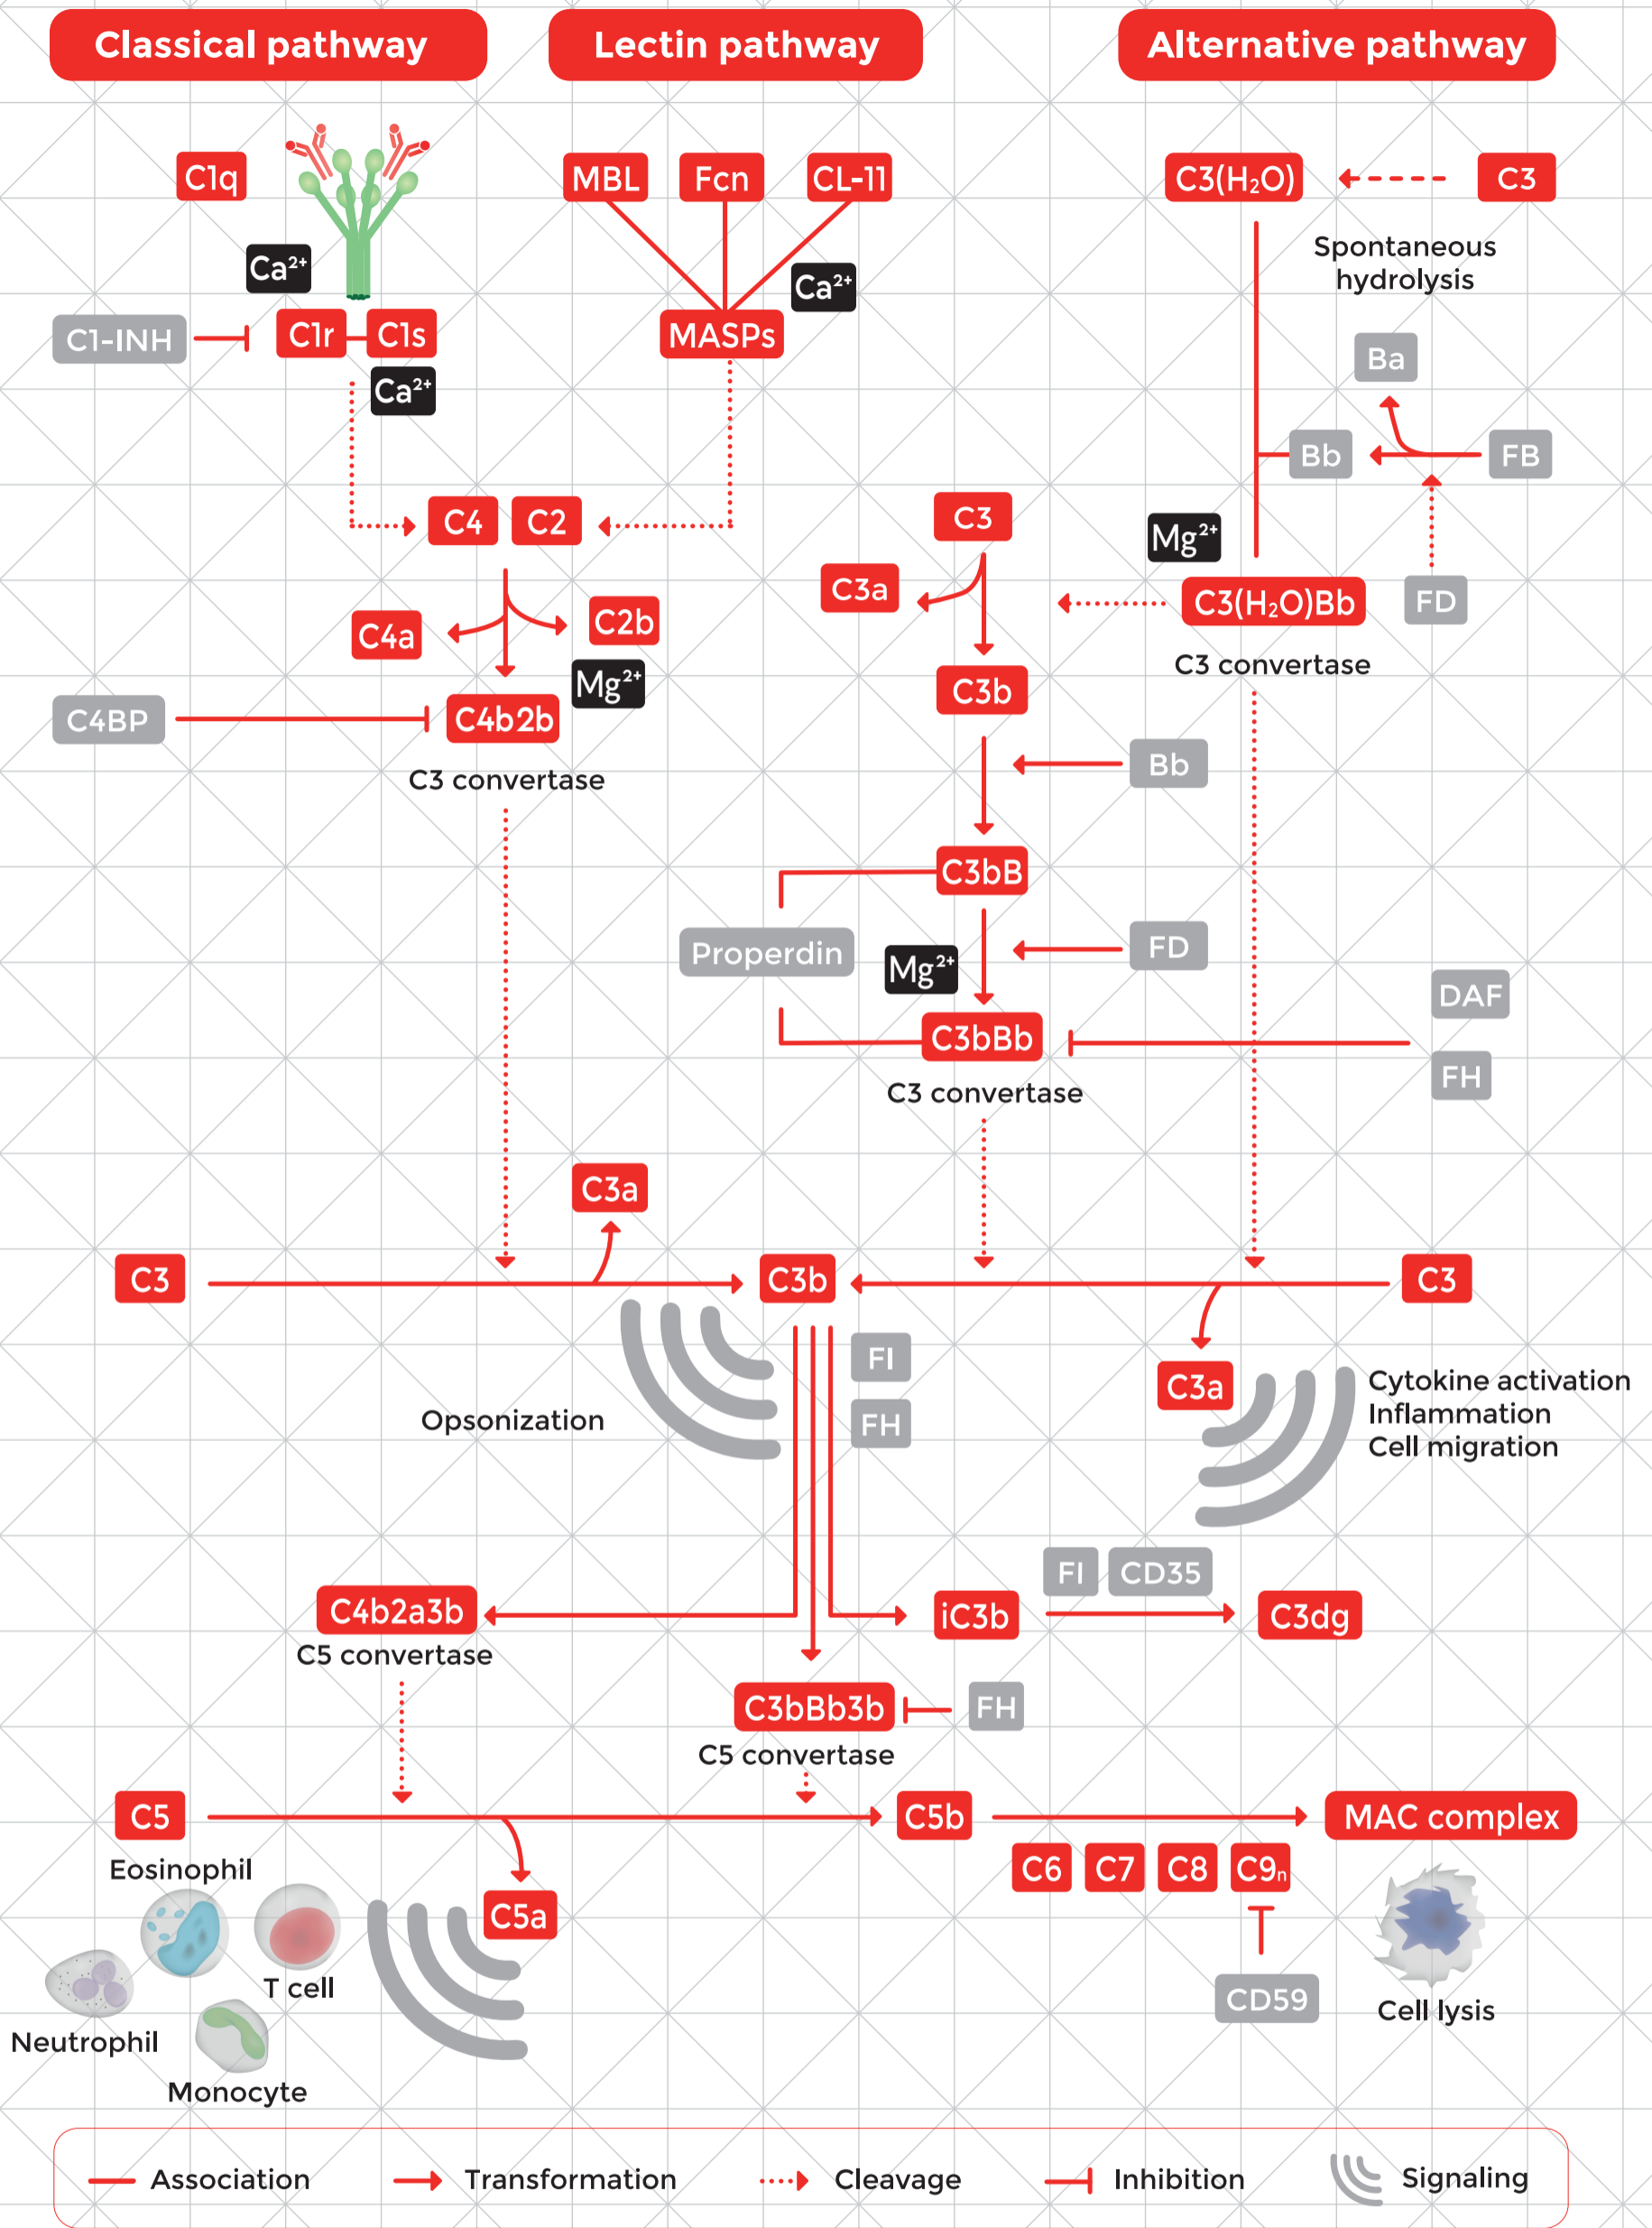 Classical pathway
Lectin pathway
Alternative pathway
C1q
MBL
Fcn
CL-11
C3(H₂O)
C3
Spontaneous
hydrolysis
Ca²⁺
Ca²⁺
C1-INH
C1r
C1s
MASPs
Ba
Ca²⁺
Bb
FB
C4
C2
C3
Mg²⁺
C3a
C3(H₂O)Bb
FD
C4a
C2b
C3 convertase
Mg²⁺
C3b
C4BP
C4b2b
C3 convertase
Bb
C3bB
Properdin
Mg²⁺
FD
DAF
C3bBb
FH
C3 convertase
C3a
C3
C3b
C3
FI
C3a
Cytokine activation
Inflammation
Cell migration
Opsonization
FH
FI
CD35
C4b2a3b
iC3b
C3dg
C5 convertase
C3bBb3b
FH
C5 convertase
C5
C5b
MAC complex
Eosinophil
C6
C7
C8
C9ₙ
C5a
T cell
CD59
Cell lysis
Neutrophil
Monocyte
Association
Transformation
Cleavage
Inhibition
Signaling